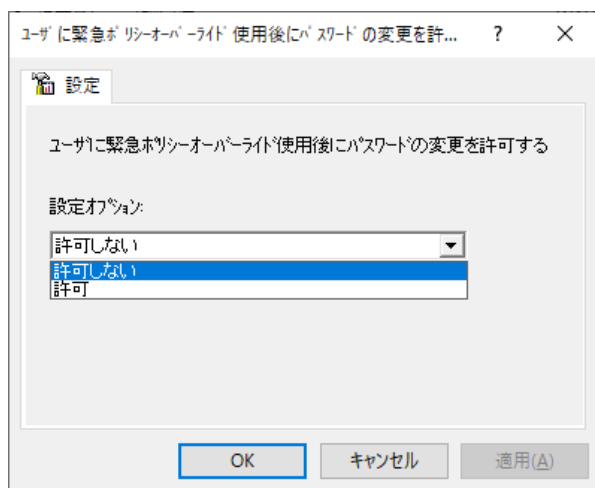 ユーザに緊急ポリシーオーバーライド使用後にパスワードの変更を許... ? ×
設定
ユーザに緊急ポリシーオーバーライド使用後にパスワードの変更を許可する
設定オプション:
許可しない
許可しない
許可
OK キャンセル 適用(A)